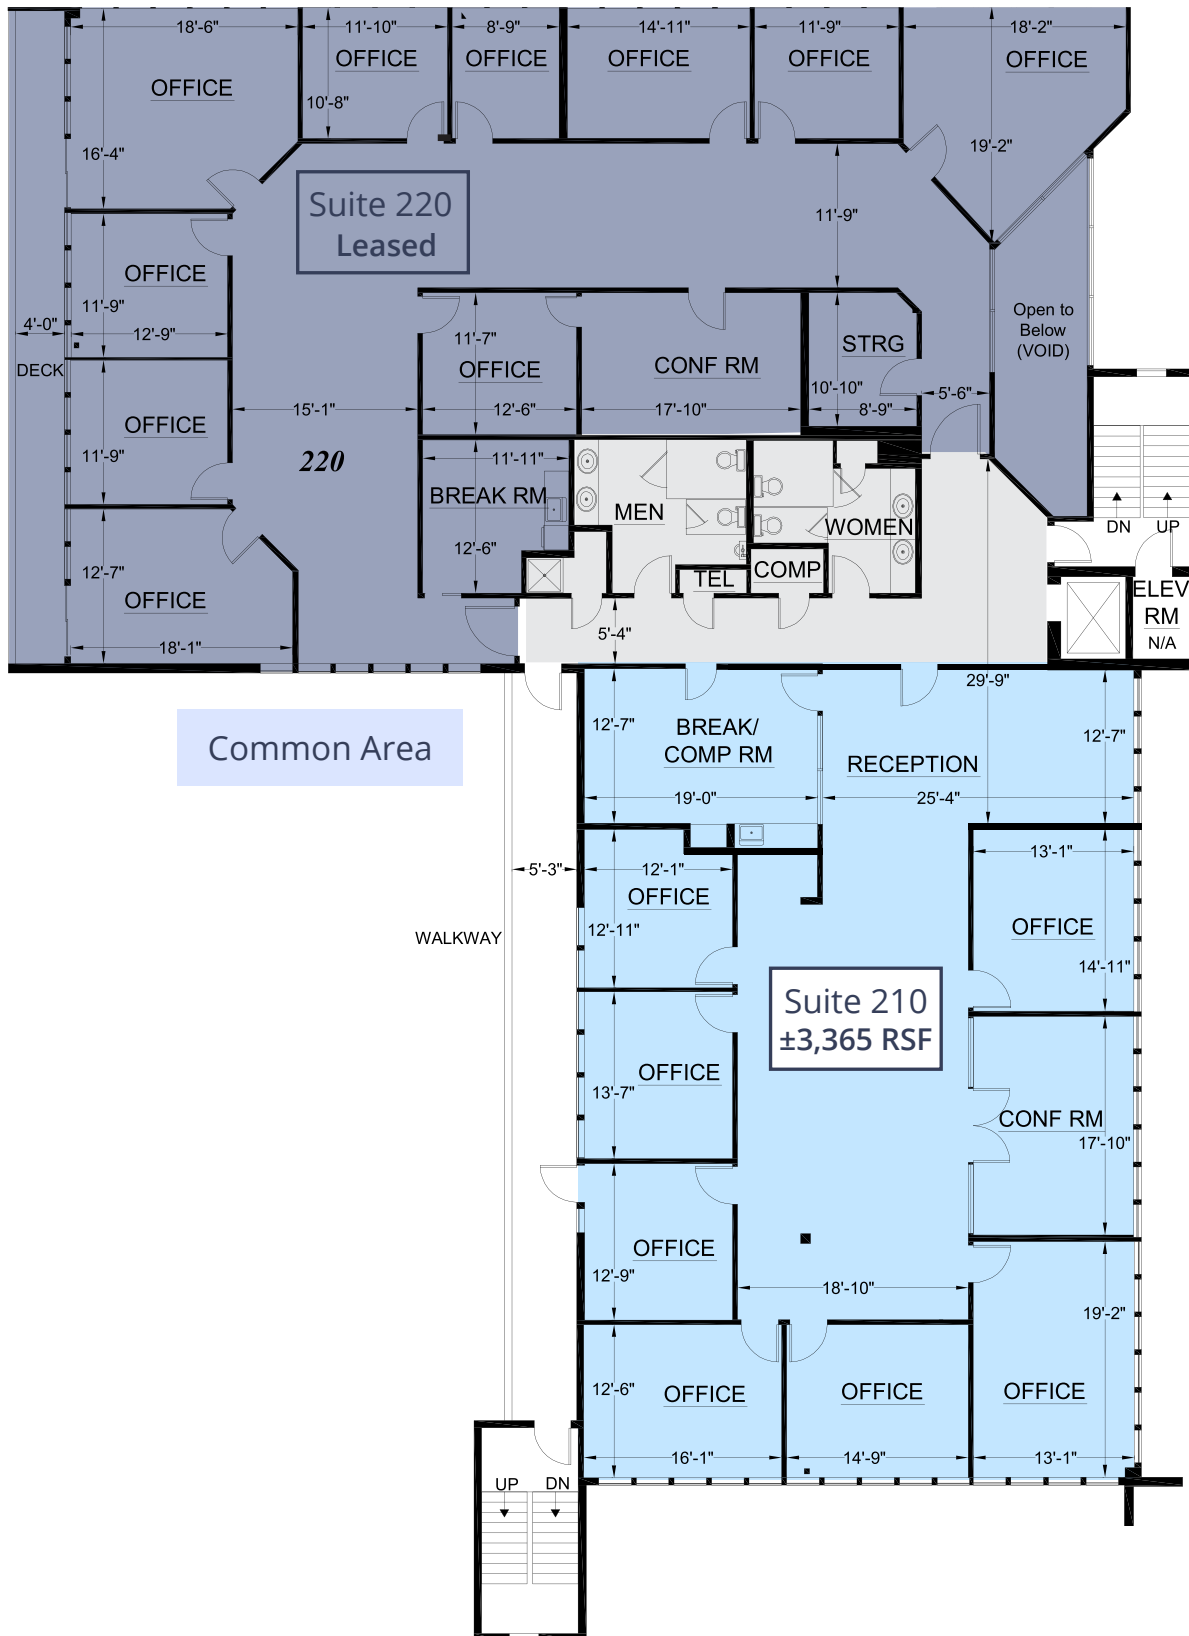 18'-6"
11'-10"
8'-9"
14'-11"
11'-9"
18'-2"
OFFICE
OFFICE
OFFICE
OFFICE
OFFICE
OFFICE
10'-8"
16'-4"
19'-2"
Suite 220
Leased
11'-9"
OFFICE
11'-9"
12'-9"
4'-0"
DECK
11'-7"
OFFICE
12'-6"
CONF RM
17'-10"
STRG
10'-10"
8'-9"
5'-6"
Open to
Below
(VOID)
OFFICE
11'-9"
15'-1"
220
11'-11"
BREAK RM
12'-6"
MEN
WOMEN
TEL
COMP
DN
UP
ELEV
RM
N/A
12'-7"
OFFICE
18'-1"
5'-4"
29'-9"
Common Area
12'-7"
BREAK/
COMP RM
19'-0"
RECEPTION
25'-4"
12'-7"
5'-3"
12'-1"
OFFICE
12'-11"
13'-1"
OFFICE
14'-11"
WALKWAY
Suite 210
±3,365 RSF
OFFICE
13'-7"
CONF RM
17'-10"
OFFICE
12'-9"
18'-10"
19'-2"
12'-6"
OFFICE
16'-1"
OFFICE
14'-9"
OFFICE
13'-1"
UP
DN